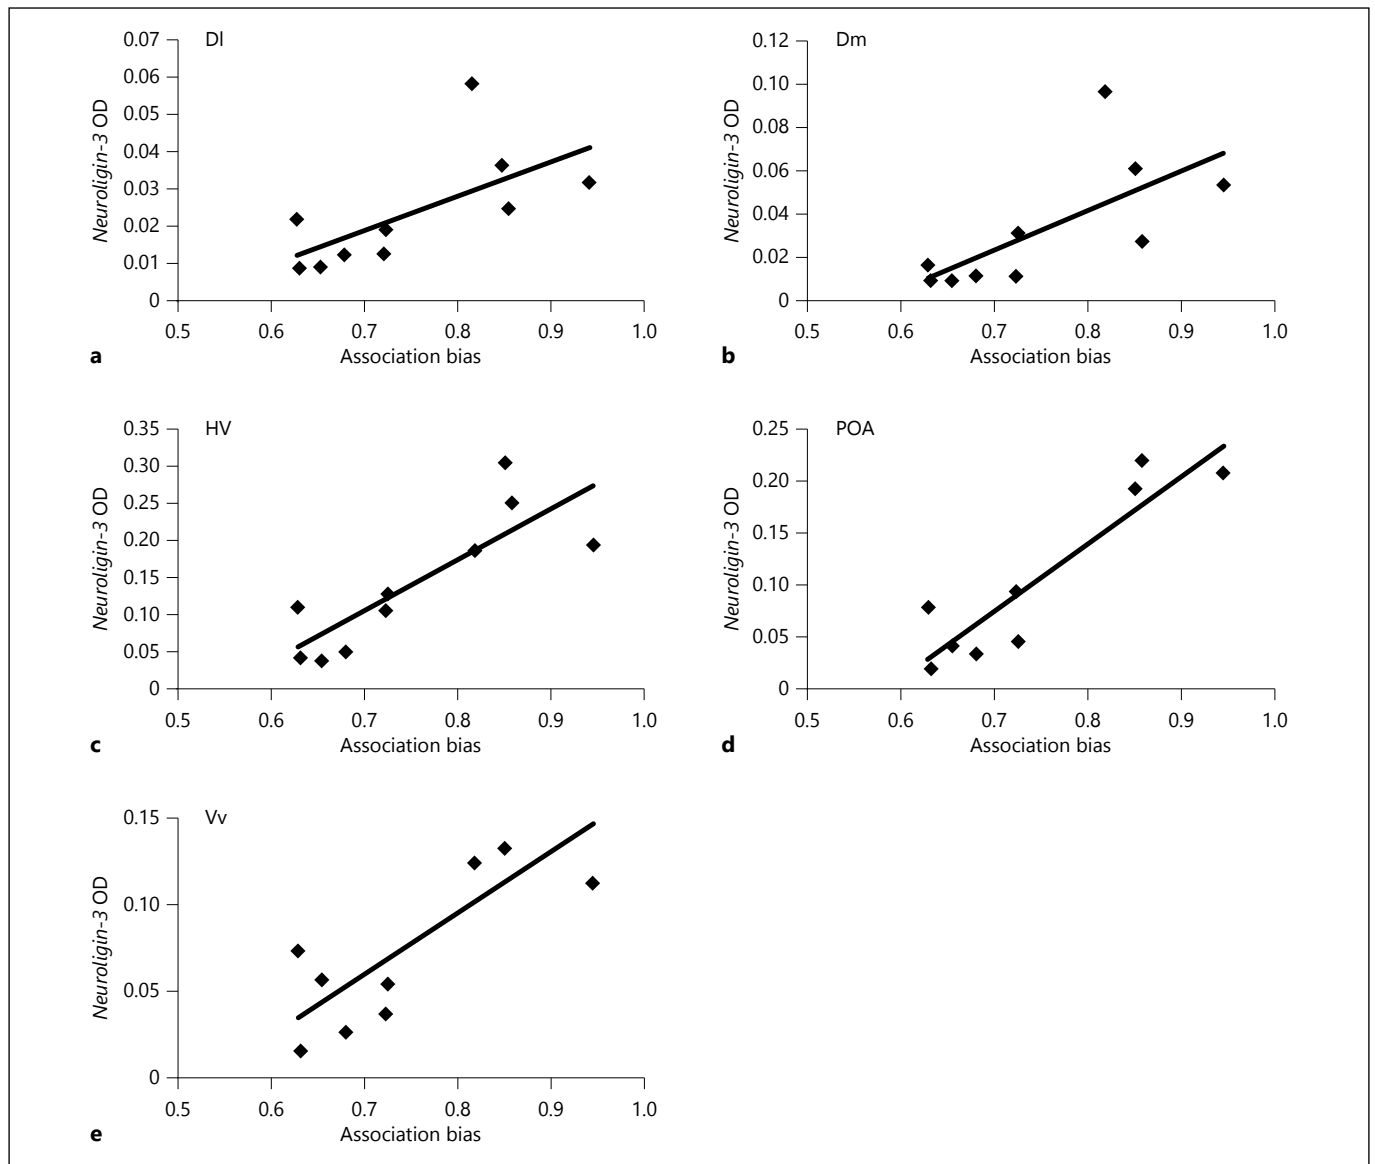 Dl
0.07
0.06
0.05
0.04
0.03
0.02
0.01
0
Neuroligin-3 OD
0.5 0.6 0.7 0.8 0.9 1.0
Association bias
a
Dm
0.12
0.10
0.08
0.06
0.04
0.02
0
Neuroligin-3 OD
0.5 0.6 0.7 0.8 0.9 1.0
Association bias
b
HV
0.35
0.30
0.25
0.20
0.15
0.10
0.05
0
Neuroligin-3 OD
0.5 0.6 0.7 0.8 0.9 1.0
Association bias
c
POA
0.25
0.20
0.15
0.10
0.05
0
Neuroligin-3 OD
0.5 0.6 0.7 0.8 0.9 1.0
Association bias
d
Vv
0.15
0.10
0.05
0
Neuroligin-3 OD
0.5 0.6 0.7 0.8 0.9 1.0
Association bias
e